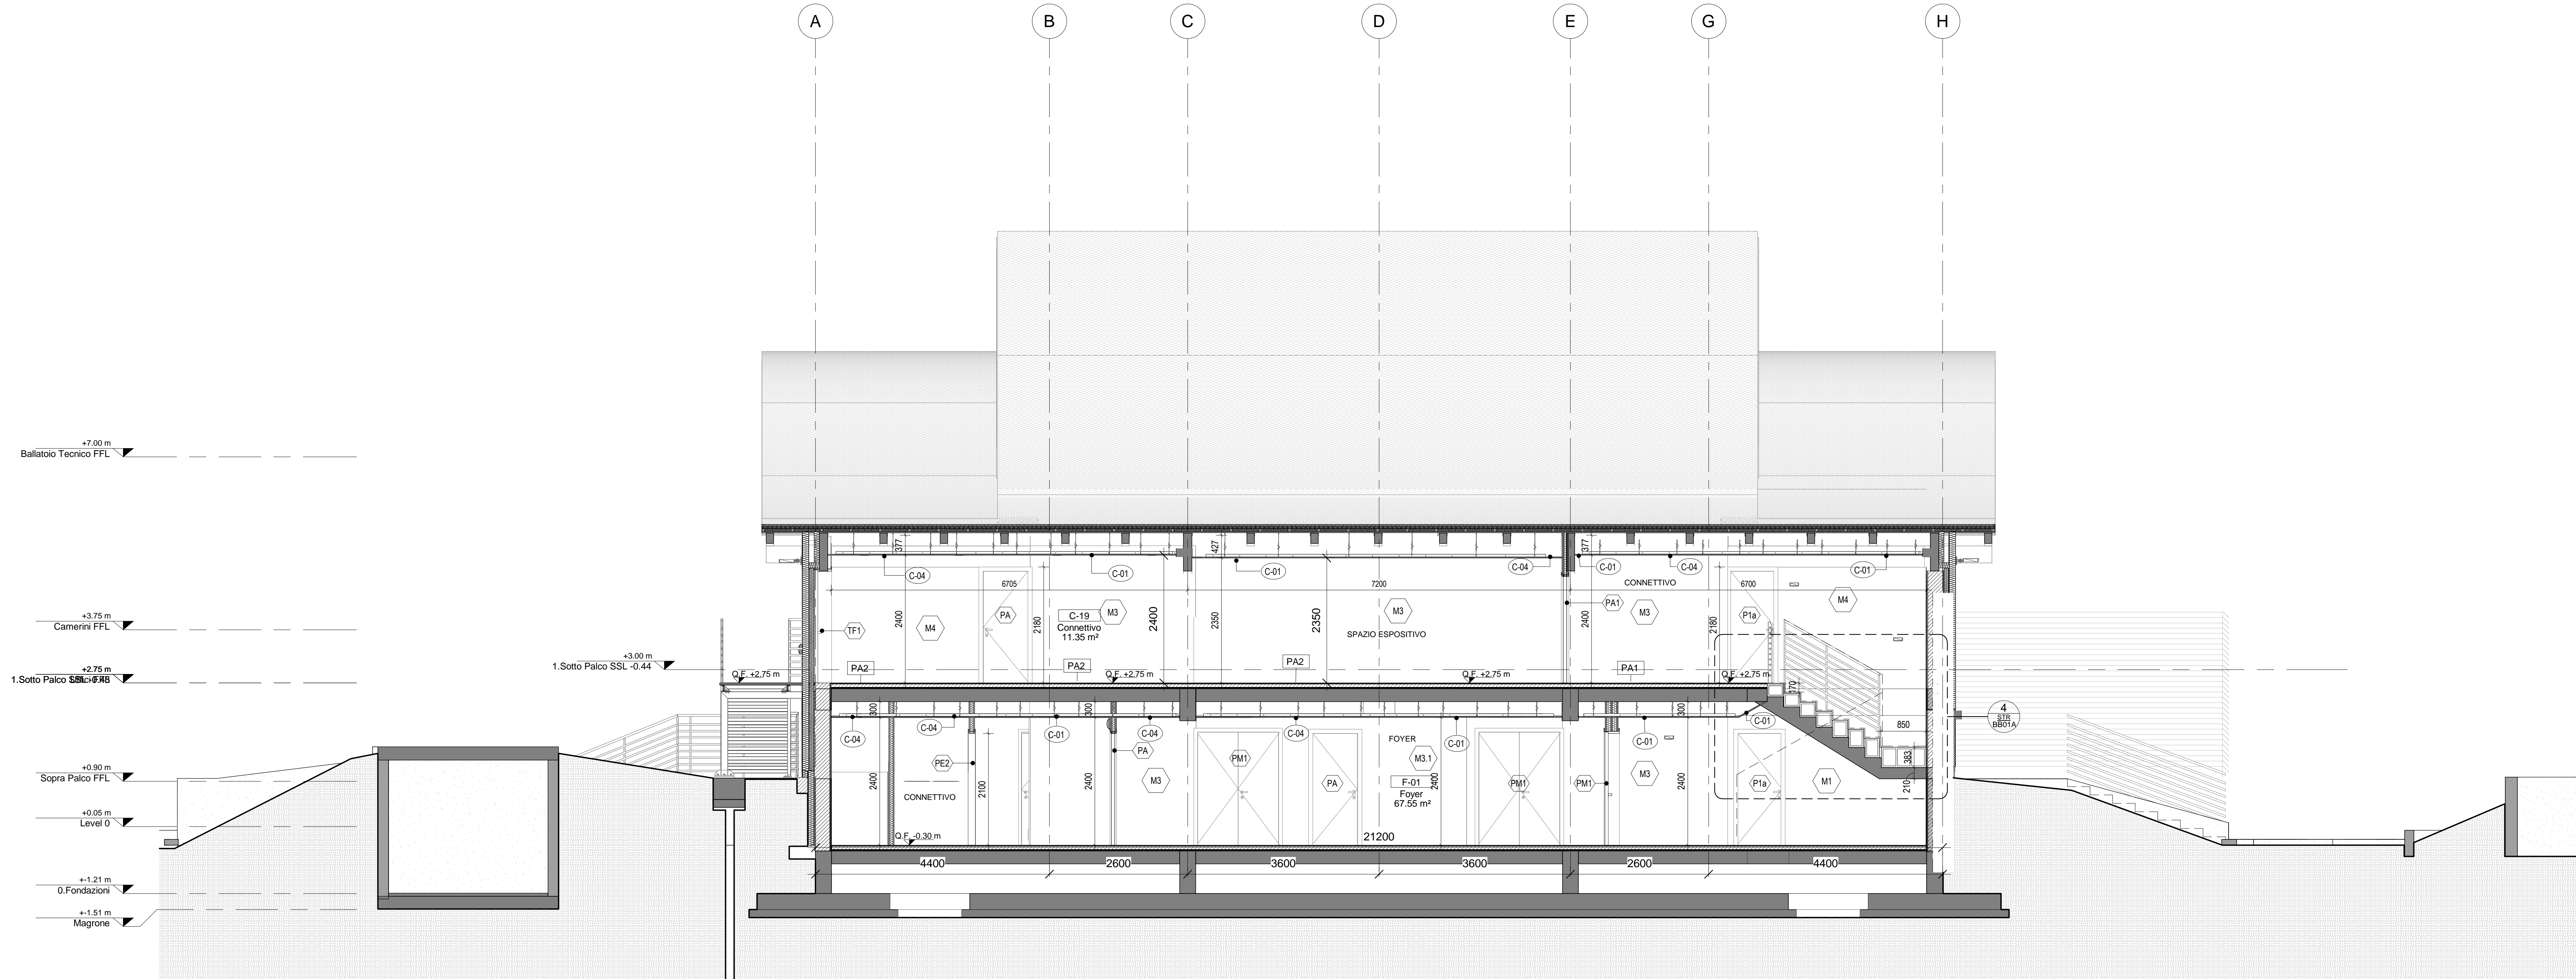 A
B
C
D
E
G
H
+7.00 m
Ballatoio Tecnico FFL
+3.75 m
Camerini FFL
+3.00 m
1.Sotto Palco SSL -0.44
+2.75 m
1.Sotto Palco
+0.90 m
Sopra Palco FFL
+0.05 m
Level 0
+-1.21 m
0.Fondazioni
+-1.51 m
Magrone
377
427
377
C-04
C-01
C-01
C-04
C-01
C-04
C-01
6705
7200
CONNETTIVO
6700
PA
C-19
M3
M3
PA1
M3
P1a
M4
TF1
M4
2400
2180
Connettivo
11.35 m²
2400
2350
2350
SPAZIO ESPOSITIVO
2400
2180
PA2
PA2
PA2
PA1
Q.F. +2.75 m
Q.F. +2.75 m
Q.F. +2.75 m
Q.F. +2.75 m
170
300
300
300
C-04
C-04
C-01
C-04
C-04
C-01
C-01
C-01
850
4
STR
BB01A
FOYER
PE2
PA
M3
PM1
PA
M3.1
F-01
Foyer
67.55 m²
PM1
PM1
M3
P1a
M1
383
2100
2400
CONNETTIVO
2100
2400
2400
2400
Q.F. -0.30 m
21200
4400
2600
3600
3600
2600
4400